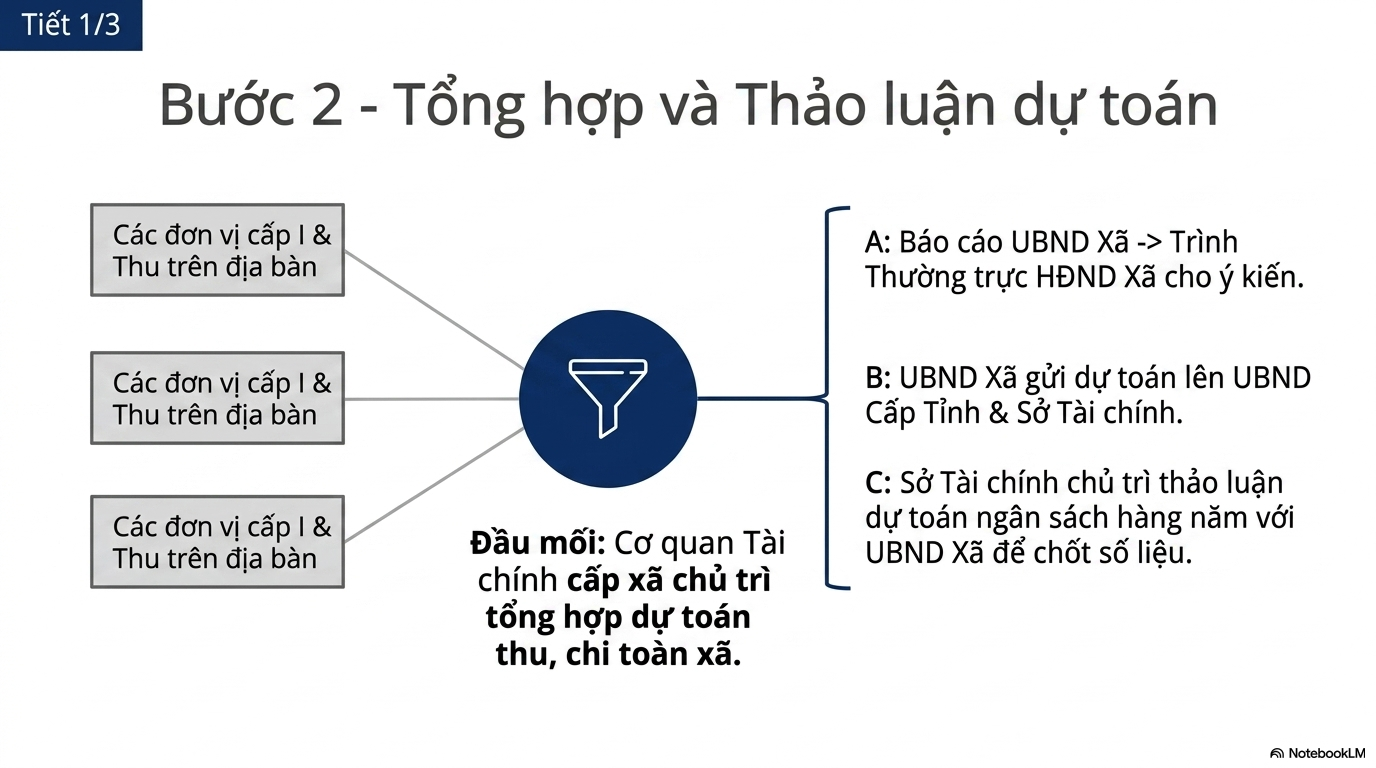 Tiết 1/3
Bước 2 - Tổng hợp và Thảo luận dự toán
Các đơn vị cấp I &
Thu trên địa bàn
Các đơn vị cấp I &
Thu trên địa bàn
Các đơn vị cấp I &
Thu trên địa bàn
Đầu mối: Cơ quan Tài
chính cấp xã chủ trì
tổng hợp dự toán
thu, chi toàn xã.
A: Báo cáo UBND Xã -> Trình
Thường trực HĐND Xã cho ý kiến.
B: UBND Xã gửi dự toán lên UBND
Cấp Tỉnh & Sở Tài chính.
C: Sở Tài chính chủ trì thảo luận
dự toán ngân sách hàng năm với
UBND Xã để chốt số liệu.
NotebookLM